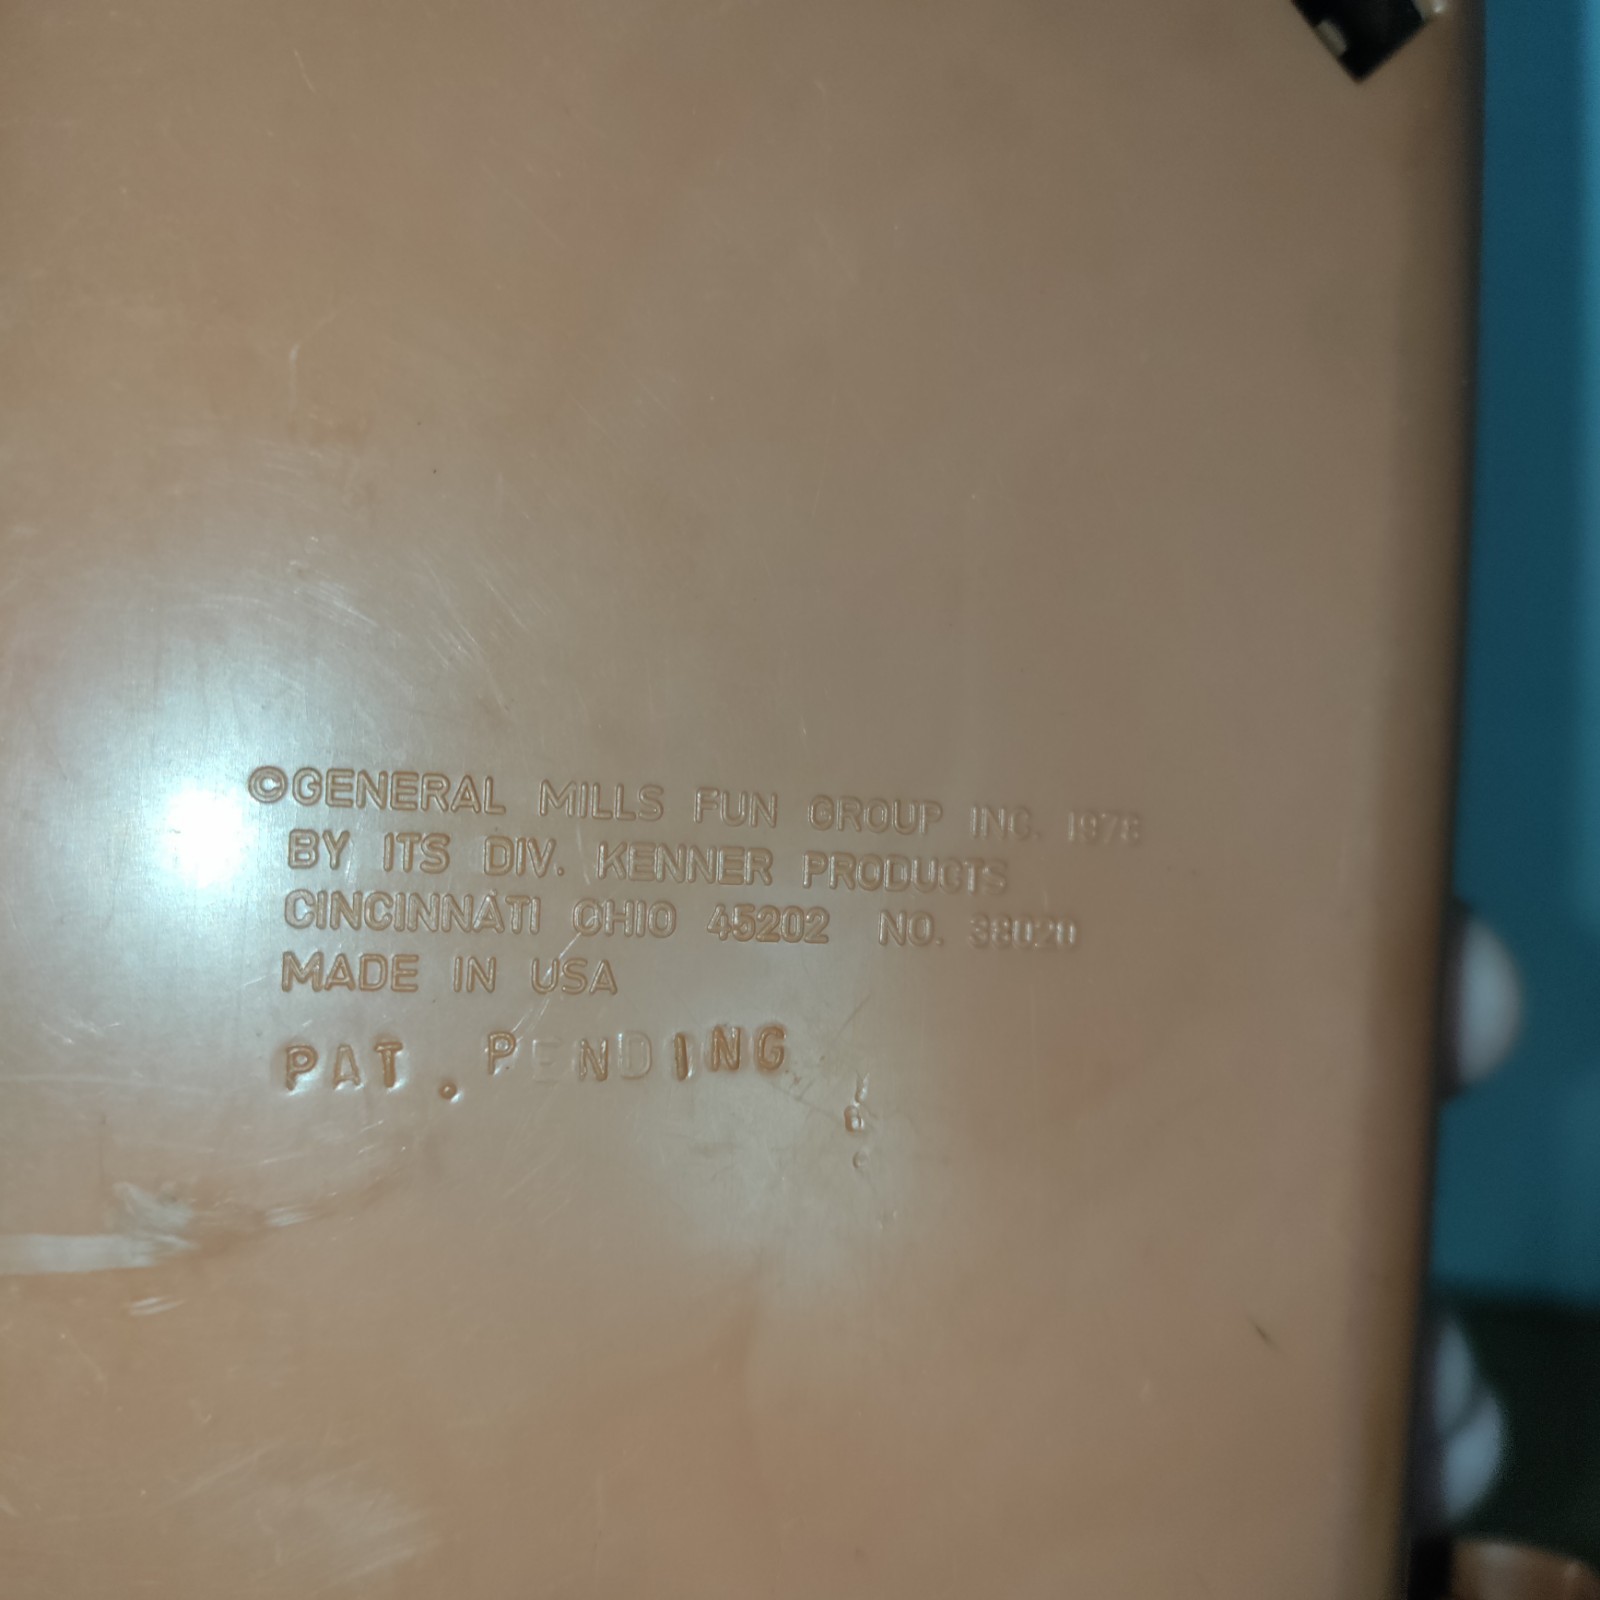 ©GENERAL MILLS FUN GROUP INC. 1978
BY ITS DIV. KENNER PRODUCTS
CINCINNATI OHIO 45202 NO. 38020
MADE IN USA
PAT. PENDING